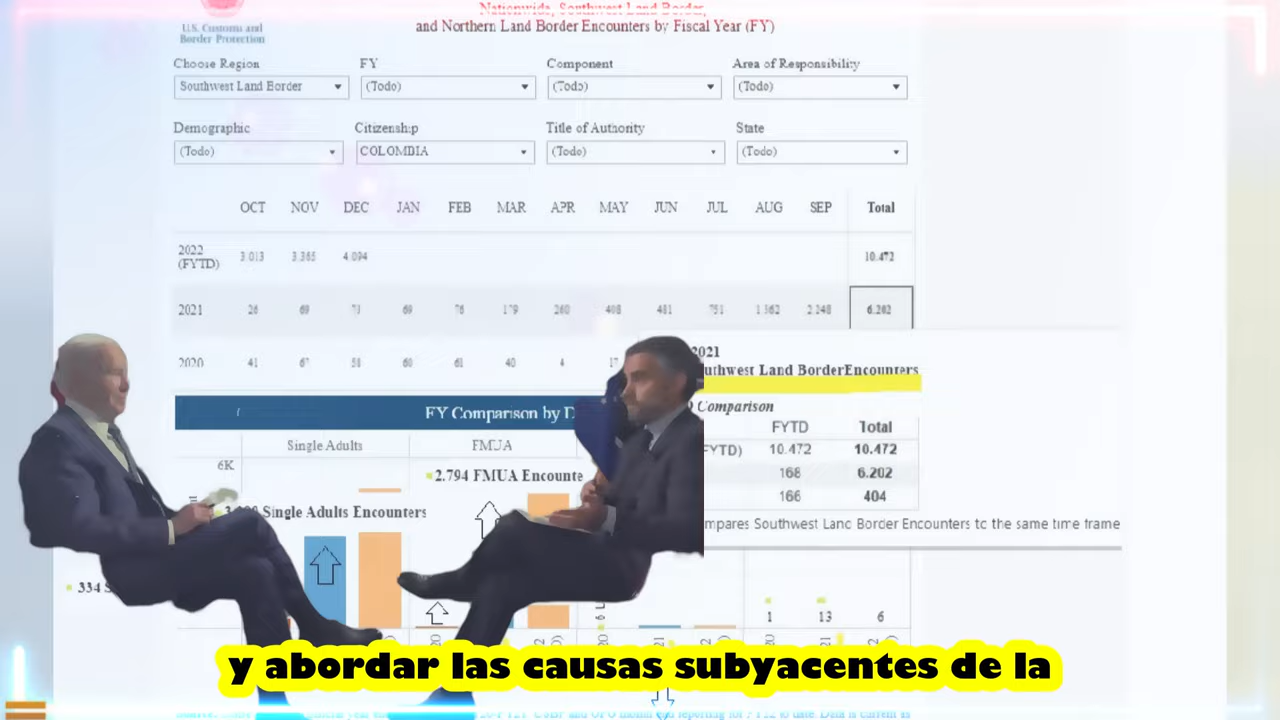 Nationwide, Southwest Land Border,
and Northern Land Border Encounters by Fiscal Year (FY)
U.S. Customs and
Border Protection
Choose Region FY Component Area of Responsibility
Southwest Land Border (Todo) (Todo) (Todo)
Demographic Citizenship Title of Authority State
(Todo) COLOMBIA (Todo) (Todo)
OCT NOV DEC JAN FEB MAR APR MAY JUN JUL AUG SEP Total
2022
(FYTD) 3.013 3.365 4.094 10.472
2021 26 69 71 69 76 179 260 408 481 751 1.562 2.248 6.202
2020 41 67 58 60 61 40 4
2021
uthwest Land BorderEncounters
Comparison
FYTD Total
FYTD) 10.472 10.472
168 6.202
166 404
mpares Southwest Land Border Encounters to the same time frame
FY Comparison by D
Single Adults FMUA
6K
2.794 FMUA Encounte
Single Adults Encounters
334 S
1 13 6
y abordar las causas subyacentes de la